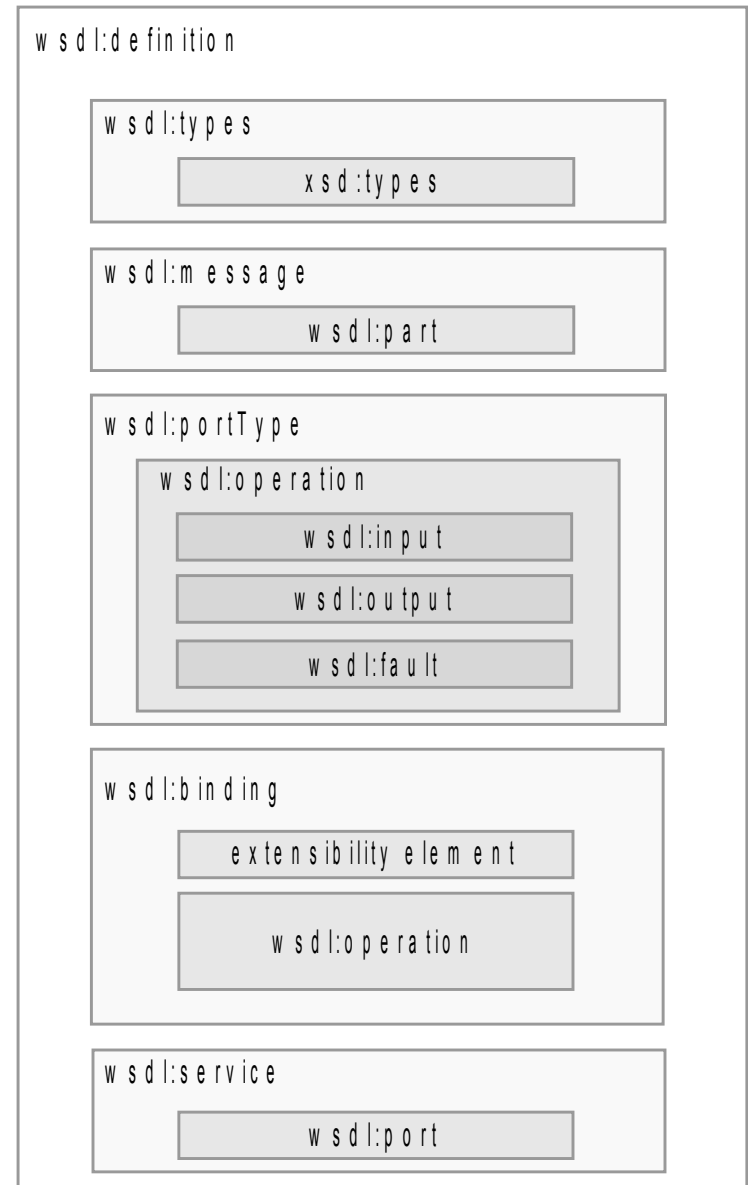 wsdl:definition
wsdl:types
xsd:types
wsdl:message
wsdl:part
wsdl:portType
wsdl:operation
wsdl:input
wsdl:output
wsdl:fault
wsdl:binding
extensibility element
wsdl:operation
wsdl:service
wsdl:port